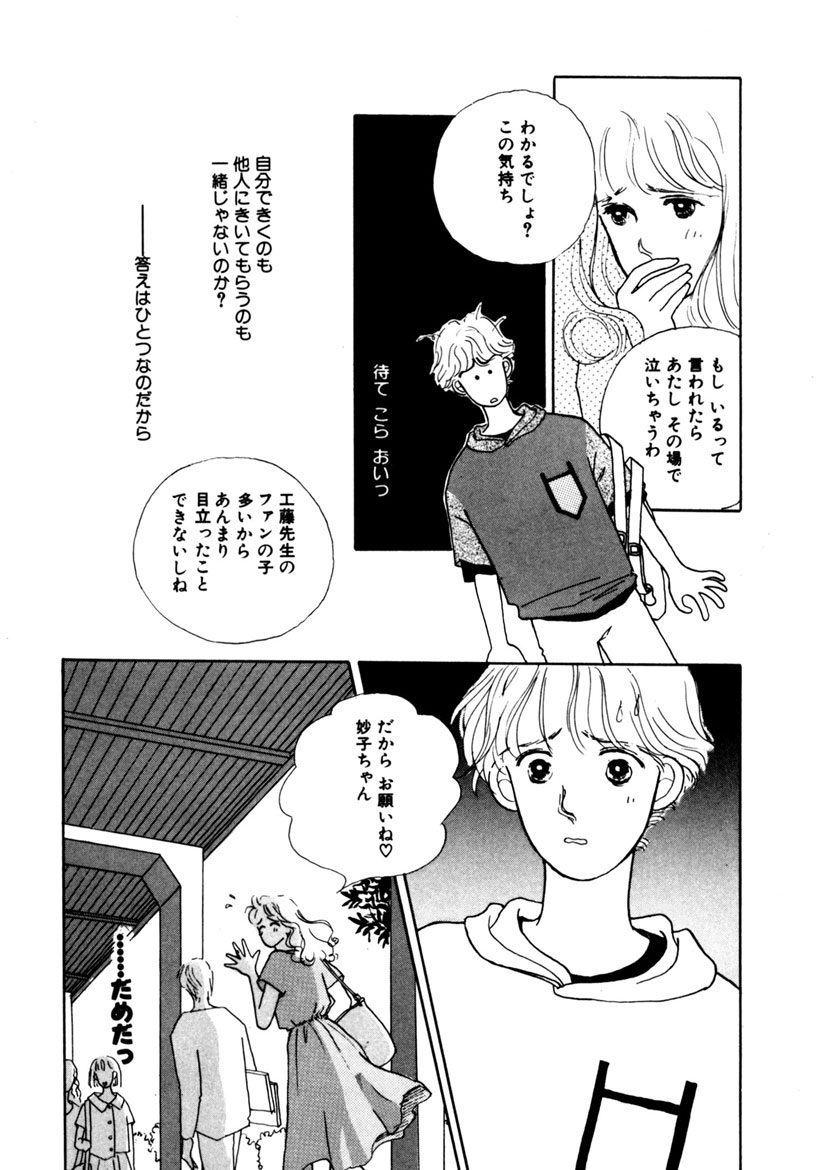 もし いるって
言われたら
あたし その場で
泣いちゃうわ
わかるでしょ?
この気持ち
待て こら おいっ
自分できくのも
他人にきいてもらうのも
一緒じゃないのか?
──答えはひとつなのだから
工藤先生の
ファンの子
多いから
あんまり
目立ったこと
できないしね
だから お願いね♡
妙子ちゃん
……だめだっ